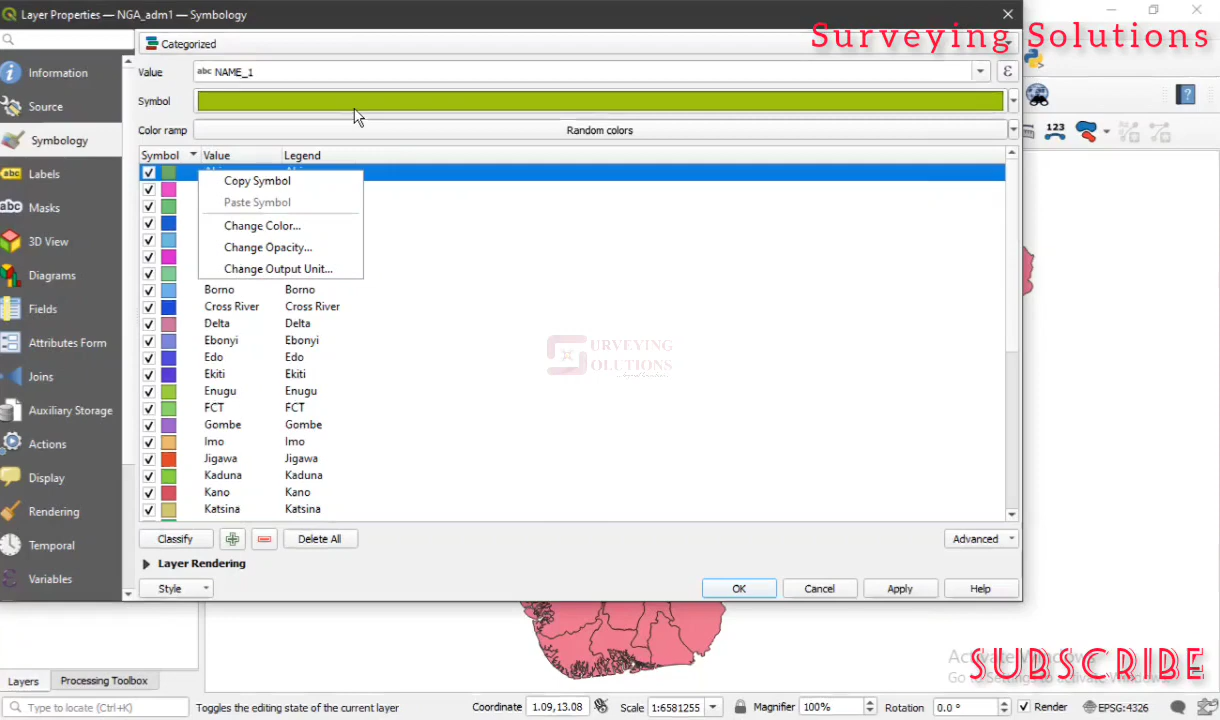 Layer Properties — NGA_adm1 — Symbology
Surveying Solutions
Categorized
Information
Value
abc NAME_1
ε
Source
Symbol
Symbology
Color ramp
Random colors
123
Symbol Value Legend
abc Labels
Copy Symbol
abc Masks
Paste Symbol
Change Color...
3D View
Change Opacity...
Diagrams
Change Output Unit...
Borno Borno
Fields
Cross River Cross River
Delta Delta
Attributes Form
Ebonyi Ebonyi
Edo Edo
Joins
Ekiti Ekiti
Enugu Enugu
Auxiliary Storage
FCT FCT
Gombe Gombe
Actions
Imo Imo
Jigawa Jigawa
Display
Kaduna Kaduna
Kano Kano
Rendering
Katsina Katsina
URVEYING
SOLUTIONS
Temporal
Classify
Delete All
Advanced
Layer Rendering
Variables
Style
OK Cancel Apply Help
SUBSCRIBE
Layers Processing Toolbox
Type to locate (Ctrl+K)
Toggles the editing state of the current layer
Coordinate 1.09,13.08
Scale 1:6581255
Magnifier 100%
Rotation 0.0 °
Render
EPSG:4326